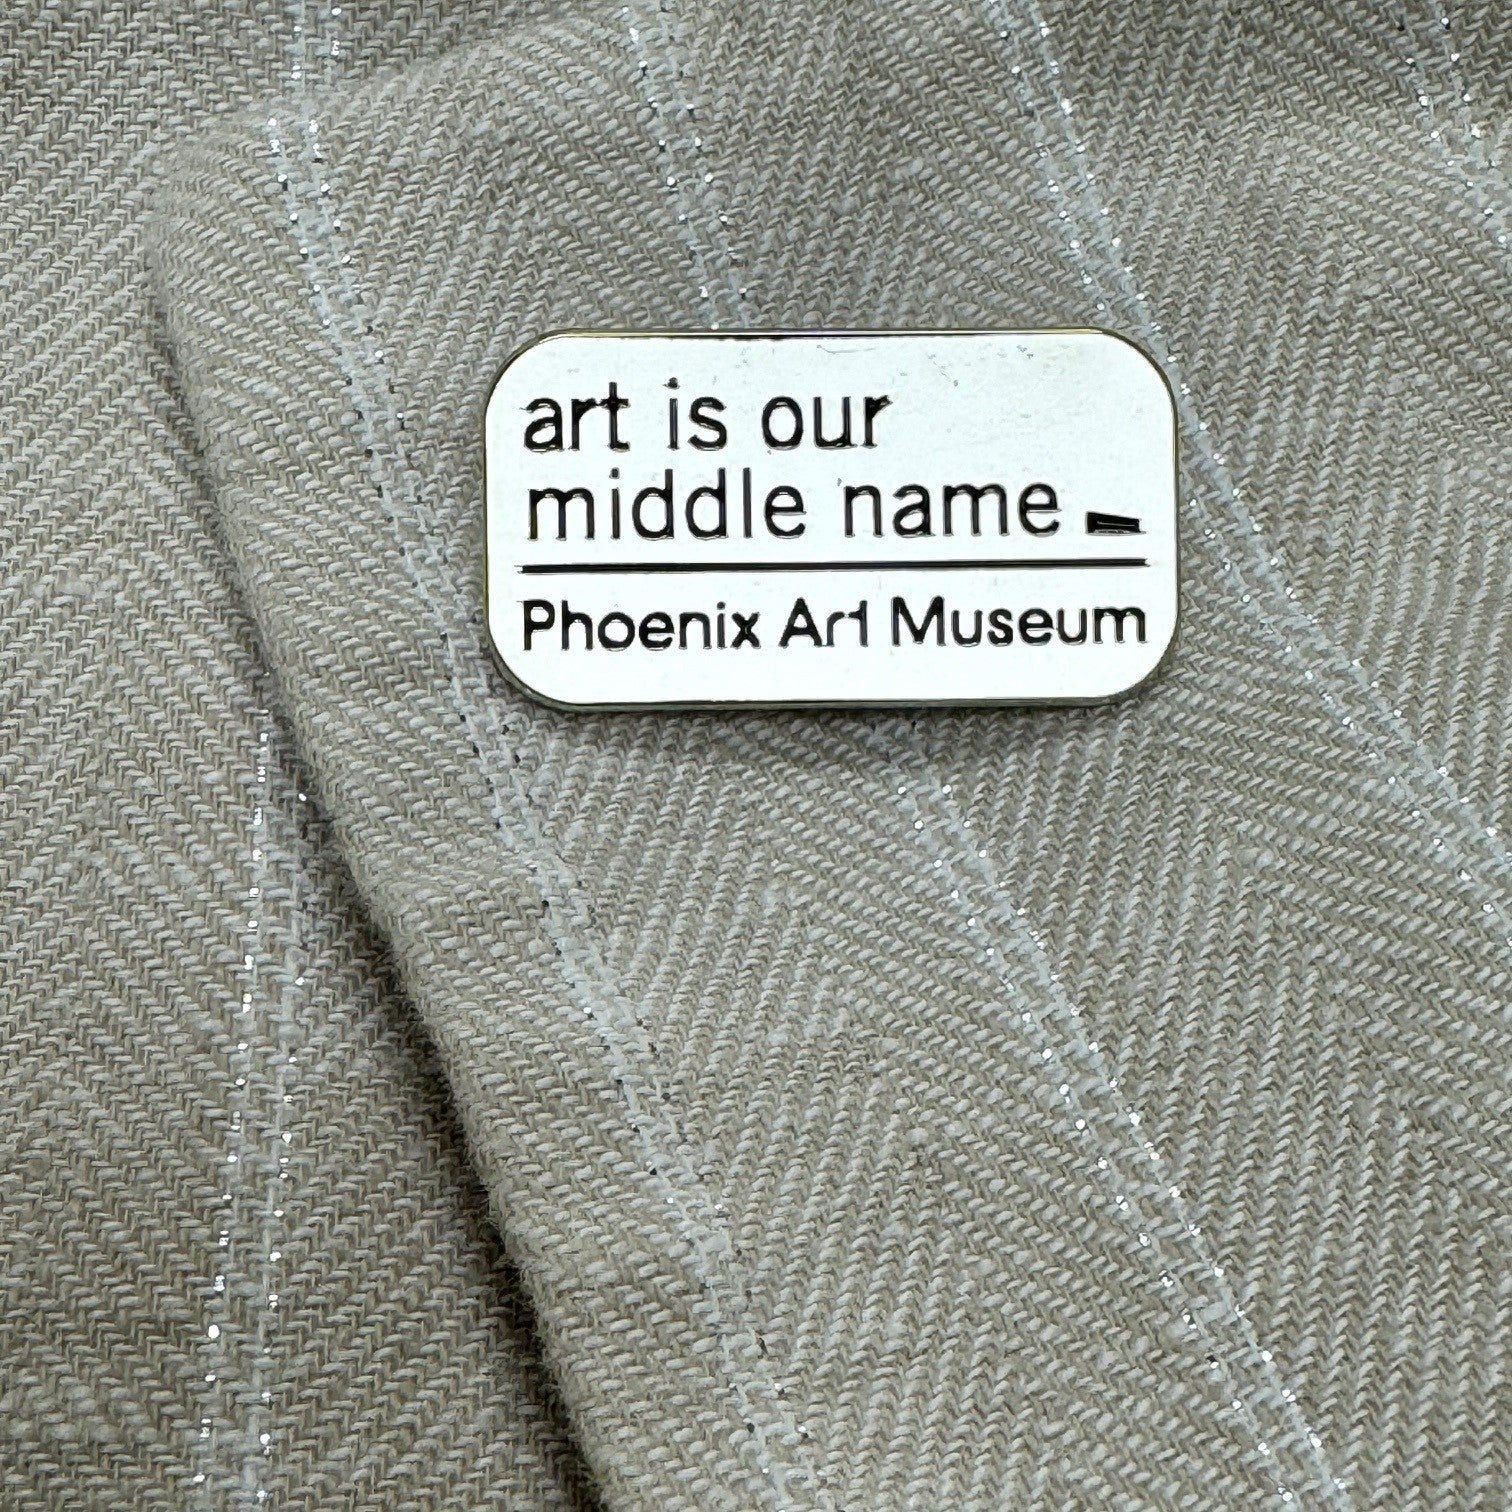 art is our
middle name
Phoenix Art Museum